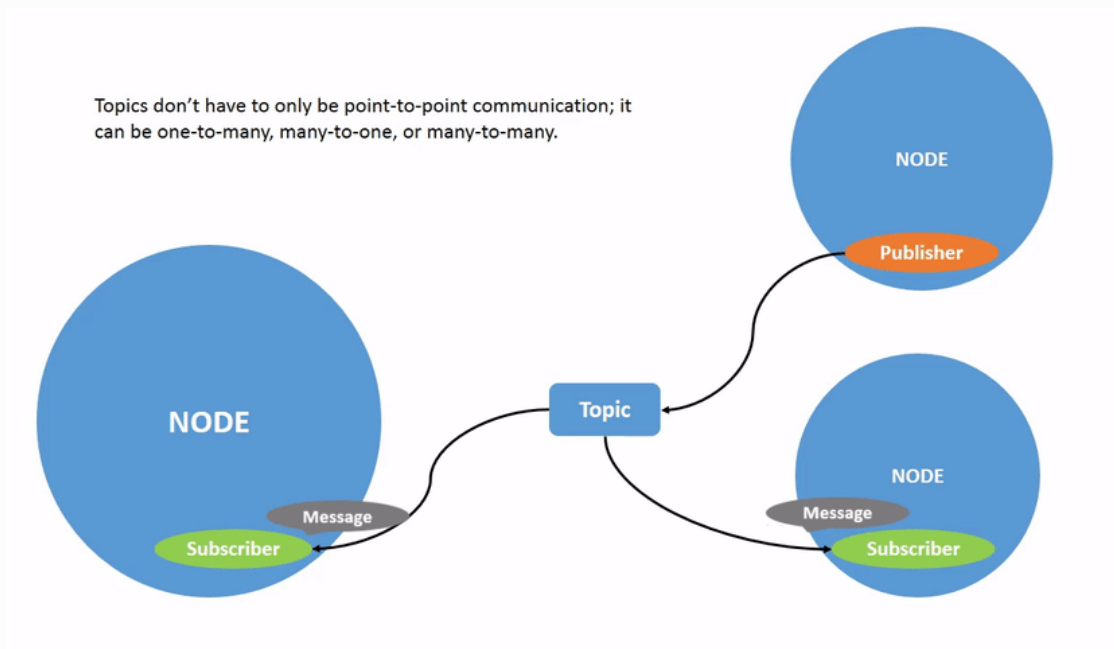 Topics don't have to only be point-to-point communication; it
can be one-to-many, many-to-one, or many-to-many.
NODE
Publisher
Topic
NODE
Message
Subscriber
NODE
Message
Subscriber